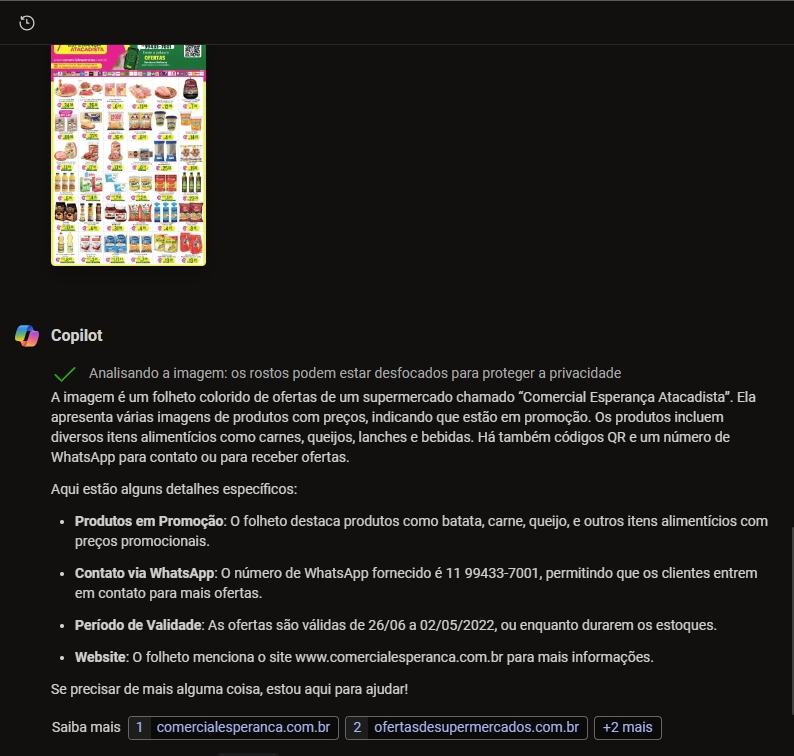 ATACADISTA
99433-7001
OFERTAS
Copilot
Analisando a imagem: os rostos podem estar desfocados para proteger a privacidade
A imagem é um folheto colorido de ofertas de um supermercado chamado “Comercial Esperança Atacadista”. Ela
apresenta várias imagens de produtos com preços, indicando que estão em promoção. Os produtos incluem
diversos itens alimentícios como carnes, queijos, lanches e bebidas. Há também códigos QR e um número de
WhatsApp para contato ou para receber ofertas.
Aqui estão alguns detalhes específicos:
• Produtos em Promoção: O folheto destaca produtos como batata, carne, queijo, e outros itens alimentícios com
preços promocionais.
• Contato via WhatsApp: O número de WhatsApp fornecido é 11 99433-7001, permitindo que os clientes entrem
em contato para mais ofertas.
• Período de Validade: As ofertas são válidas de 26/06 a 02/05/2022, ou enquanto durarem os estoques.
• Website: O folheto menciona o site www.comercialesperanca.com.br para mais informações.
Se precisar de mais alguma coisa, estou aqui para ajudar!
Saiba mais 1 comercialesperanca.com.br 2 ofertasdesupermercados.com.br +2 mais